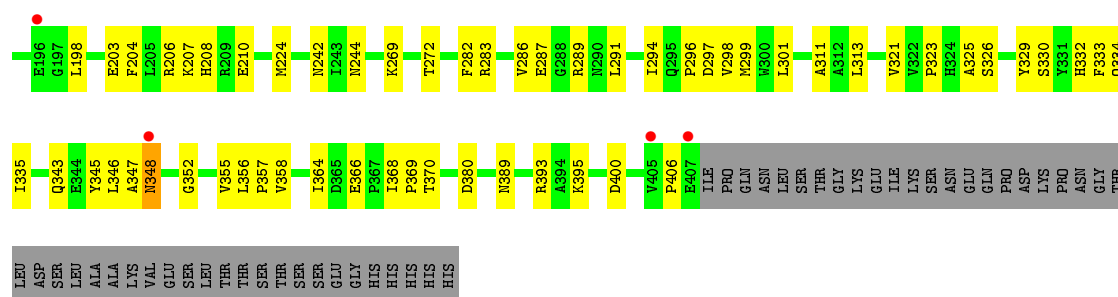 E196 G197 L198 E203 F204 L205 R206 K207 H208 R209 E210 M224 N242 I243 N244 K269 T272 F282 R283 V286 E287 G288 R289 N290 L291 I294 Q295 P296 D297 V298 M299 W300 L301 A311 A312 L313 V321 V322 P323 H324 A325 S326 Y329 S330 Y331 H332 F333 Q334
I335 Q343 E344 Y345 L346 A347 N348 G352 V355 L356 P357 V358 I364 D365 E366 P367 I368 P369 T370 D380 N389 R393 A394 K395 D400 V405 P406 E407 ILE PRO GLN ASN LEU SER THR GLY LYS GLU ILE LYS SER ASN GLU GLN PRO ASP LYS PRO ASN GLY THR
LEU ASP SER LEU ALA ALA LYS VAL GLU SER LEU THR THR SER THR SER SER GLU GLY HIS HIS HIS HIS HIS